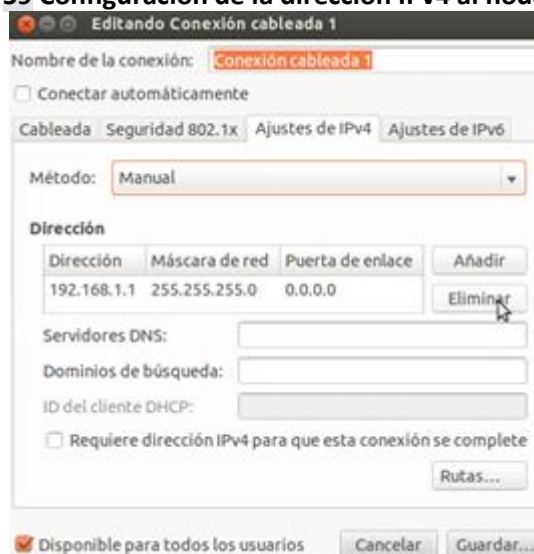 Configuración de la dirección IPv4 al
Editando Conexión cableada 1
Nombre de la conexión: Conexión cableada 1
Conectar automáticamente
Cableada Seguridad 802.1x Ajustes de IPv4 Ajustes de IPv6
Método: Manual
Dirección
Dirección Máscara de red Puerta de enlace Añadir
192.168.1.1 255.255.255.0 0.0.0.0 Eliminar
Servidores DNS:
Dominios de búsqueda:
ID del cliente DHCP:
Requiere dirección IPv4 para que esta conexión se complete
Rutas...
Disponible para todos los usuarios Cancelar Guardar...